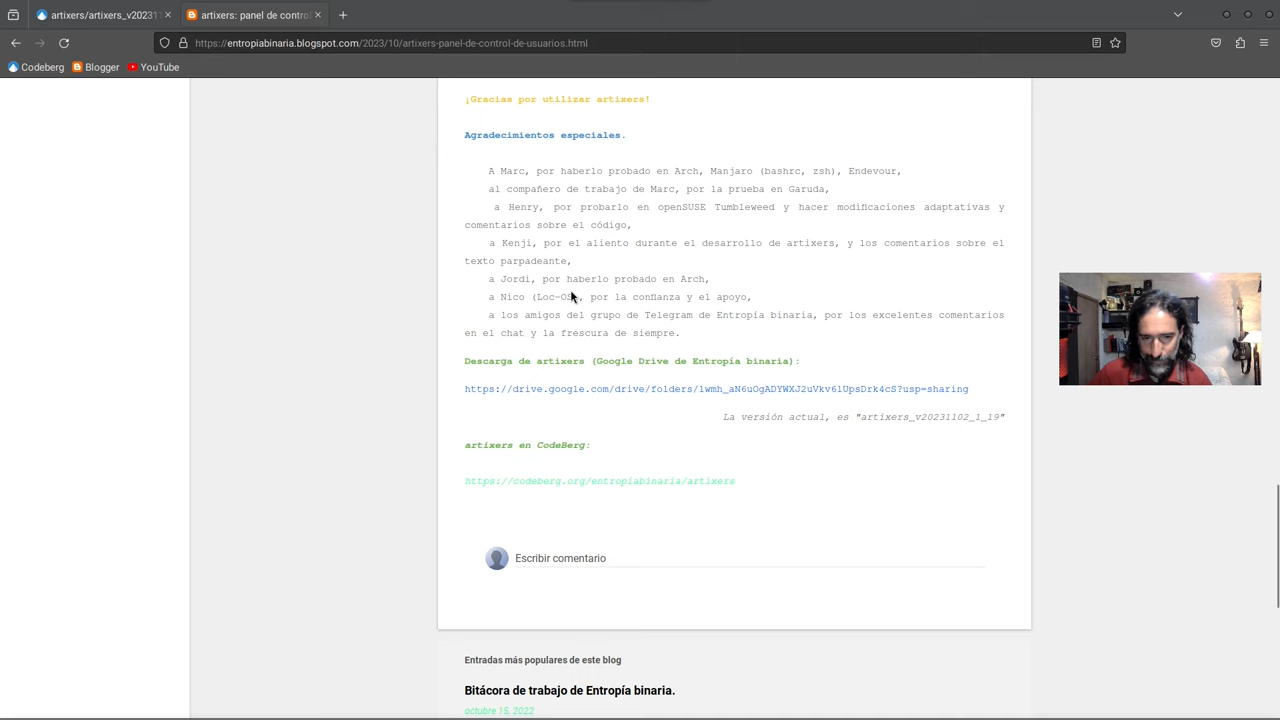 artixers/artixers_v20231
artixers: panel de control
https://entropiabinaria.blogspot.com/2023/10/artixers-panel-de-control-de-usuarios.html
Codeberg
Blogger
YouTube
¡Gracias por utilizar artixers!
Agradecimientos especiales.
A Marc, por haberlo probado en Arch, Manjaro (bashrc, zsh), Endevour,
al compañero de trabajo de Marc, por la prueba en Garuda,
a Henry, por probarlo en openSUSE Tumbleweed y hacer modificaciones adaptativas y
comentarios sobre el código,
a Kenji, por el aliento durante el desarrollo de artixers, y los comentarios sobre el
texto parpadeante,
a Jordi, por haberlo probado en Arch,
a Nico (Loc-OS), por la confianza y el apoyo,
a los amigos del grupo de Telegram de Entropía binaria, por los excelentes comentarios
en el chat y la frescura de siempre.
Descarga de artixers (Google Drive de Entropía binaria):
https://drive.google.com/drive/folders/1wmh_aN6uOgADYWXJ2uVkv6lUpsDrk4cS?usp=sharing
La versión actual, es "artixers_v20231102_1_19"
artixers en CodeBerg:
https://codeberg.org/entropiabinaria/artixers
Escribir comentario
Entradas más populares de este blog
Bitácora de trabajo de Entropía binaria.
octubre 15, 2022